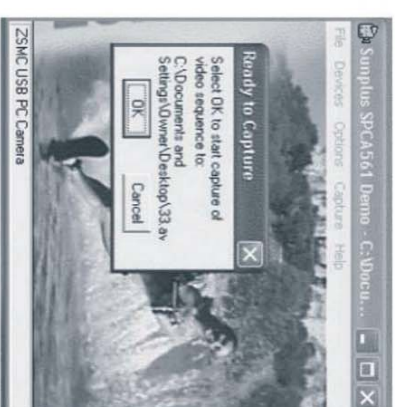 Sunplus SPCA561 Demo - C:\Docu...
File Devices Options Capture Help
Ready to Capture
Select OK to start capture of
video sequence to:
C:\Documents and
Settings\Owner\Desktop\33.av
OK
Cancel
ZSMC USB PC Camera